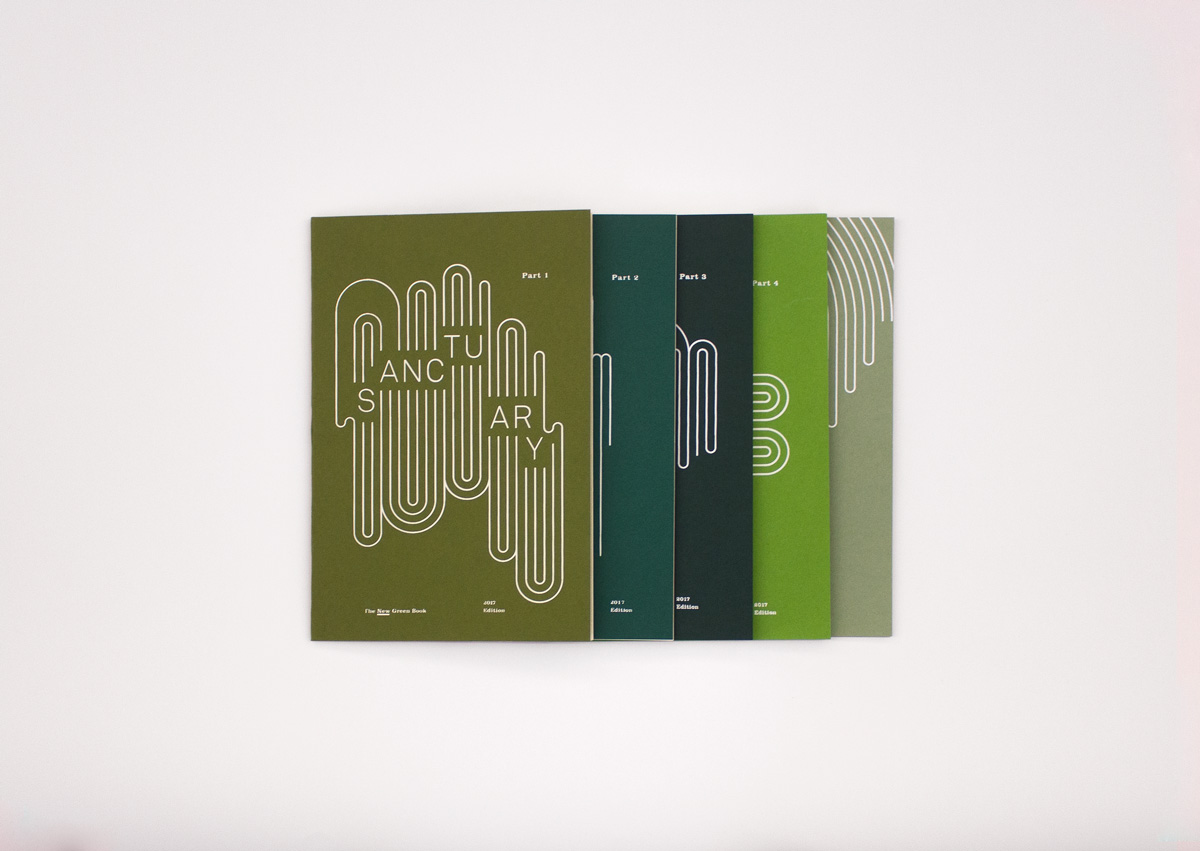 Part 1
TU
ANC
S
AR
Y
The New Green Book
2017
Edition
Part 2
2017
Edition
Part 3
2017
Edition
Part 4
2017
Edition